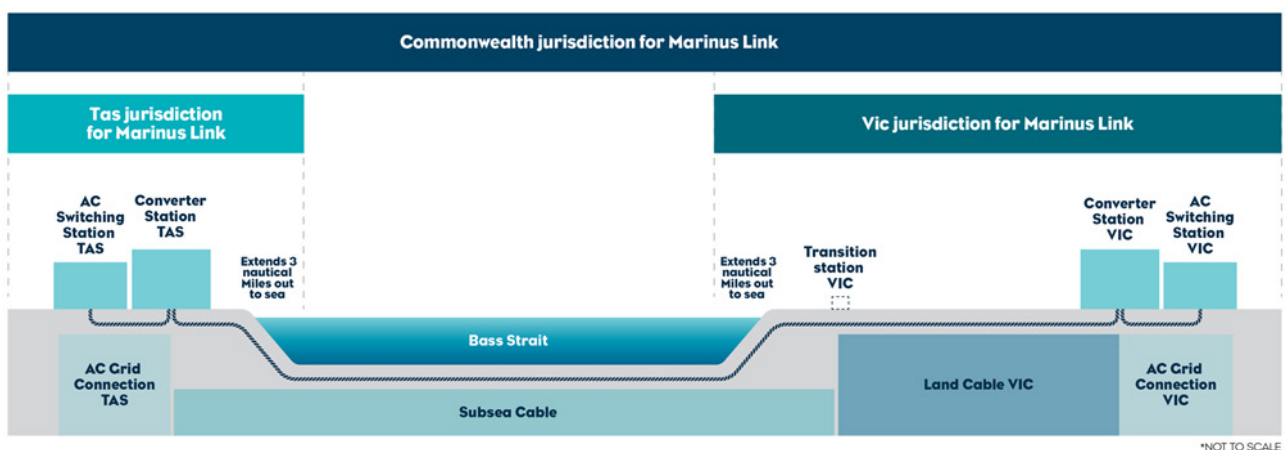 Commonwealth jurisdiction for Marinus Link
Tas jurisdiction
for Marinus Link
Vic jurisdiction for Marinus Link
AC
Switching
Station
TAS
Converter
Station
TAS
Extends 3
nautical
Miles out
to sea
Extends 3
nautical
Miles out
to sea
Transition
station
VIC
Converter
Station
VIC
AC
Switching
Station
VIC
Bass Strait
AC Grid
Connection
TAS
Subsea Cable
Land Cable VIC
AC Grid
Connection
VIC
*NOT TO SCALE